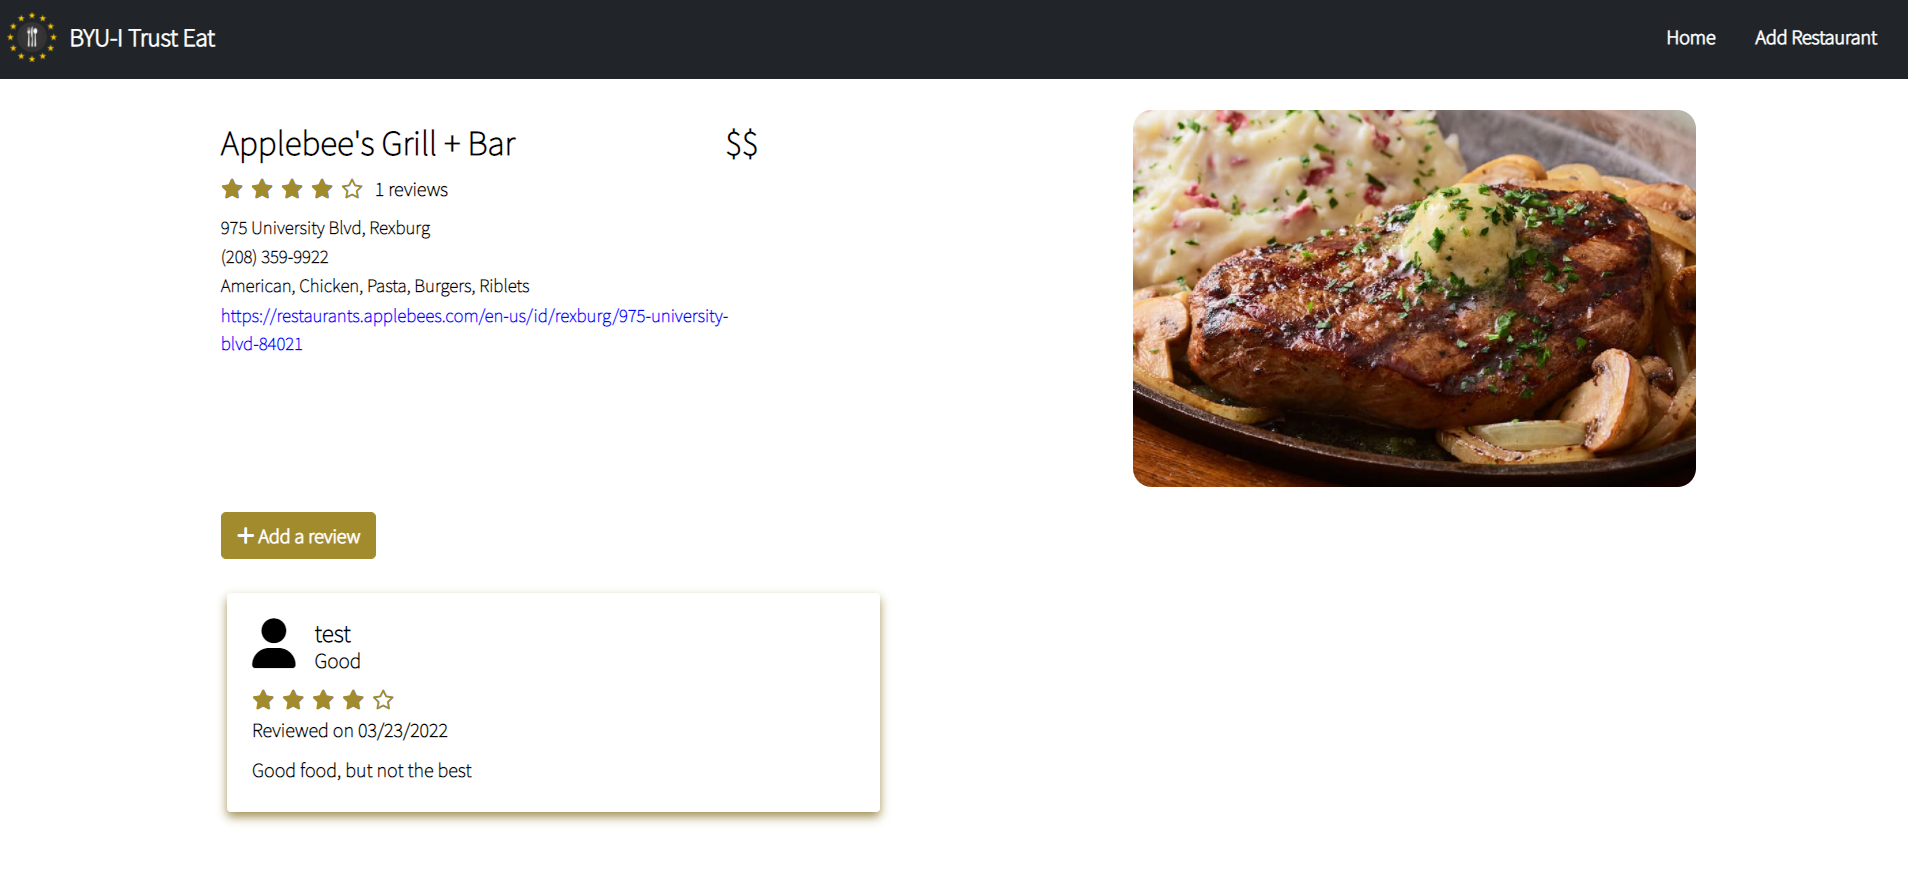 BYU-I Trust Eat
Home
Add Restaurant
Applebee's Grill + Bar
$$
1 reviews
975 University Blvd, Rexburg
(208) 359-9922
American, Chicken, Pasta, Burgers, Riblets
https://restaurants.applebees.com/en-us/id/rexburg/975-university-
blvd-84021
+ Add a review
test
Good
Reviewed on 03/23/2022
Good food, but not the best